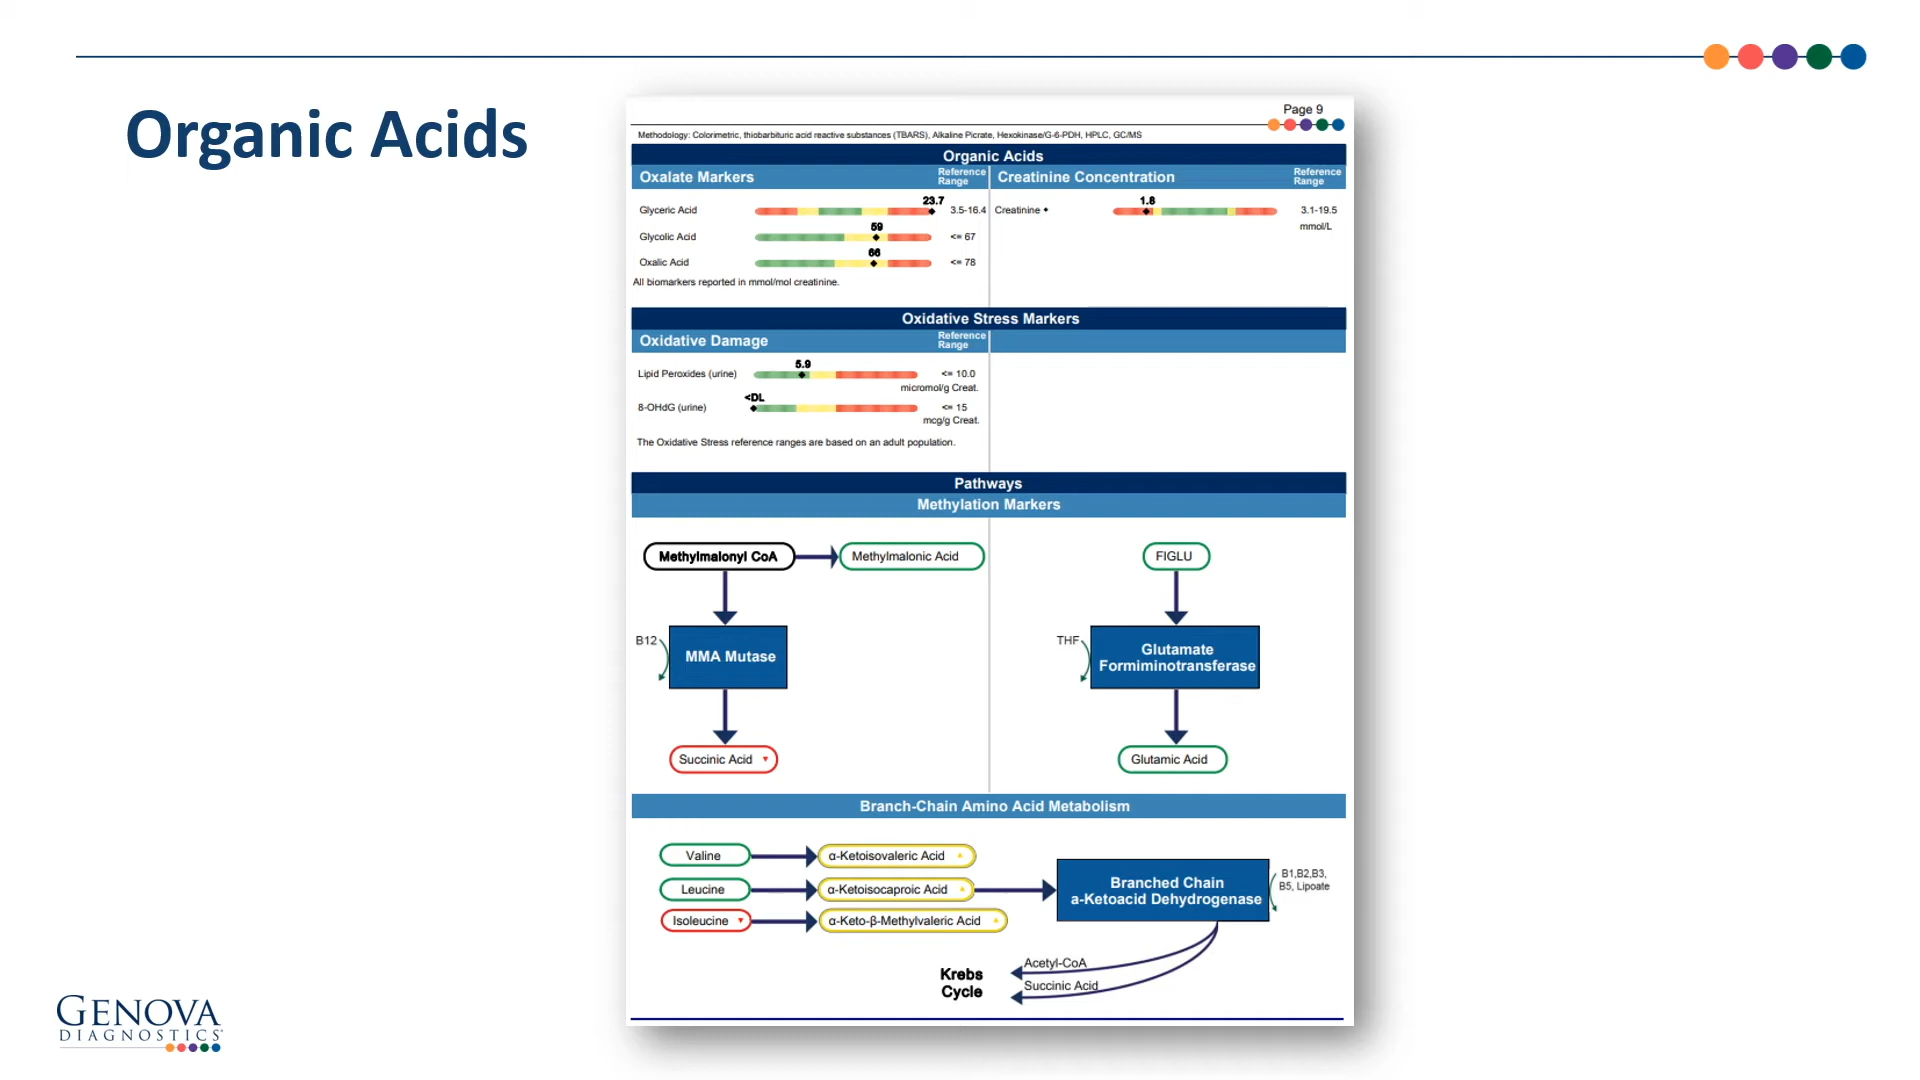 Organic Acids
Page 9
Methodology: Colorimetric, thiobarbituric acid reactive substances (TBARS), Alkaline Picrate, Hexokinase/G-6-PDH, HPLC, GC/MS
Organic Acids
Oxalate Markers
Reference
Range
Creatinine Concentration
Reference
Range
23.7
Glyceric Acid
3.5-16.4
59
Glycolic Acid
<= 67
66
Oxalic Acid
<= 78
All biomarkers reported in mmol/mol creatinine.
1.8
Creatinine ♦
3.1-19.5
mmol/L
Oxidative Stress Markers
Oxidative Damage
Reference
Range
5.9
Lipid Peroxides (urine)
<= 10.0
micromol/g Creat.
<DL
8-OHdG (urine)
<= 15
mcg/g Creat.
The Oxidative Stress reference ranges are based on an adult population.
Pathways
Methylation Markers
Methylmalonyl CoA
Methylmalonic Acid
B12
MMA Mutase
Succinic Acid ▼
FIGLU
THF
Glutamate
Formiminotransferase
Glutamic Acid
Branch-Chain Amino Acid Metabolism
Valine
α-Ketoisovaleric Acid ▲
Leucine
α-Ketoisocaproic Acid ▲
Isoleucine ▼
α-Keto-β-Methylvaleric Acid ▲
Branched Chain
a-Ketoacid Dehydrogenase
B1,B2,B3,
B5, Lipoate
Acetyl-CoA
Succinic Acid
Krebs
Cycle
GENOVA
DIAGNOSTICS